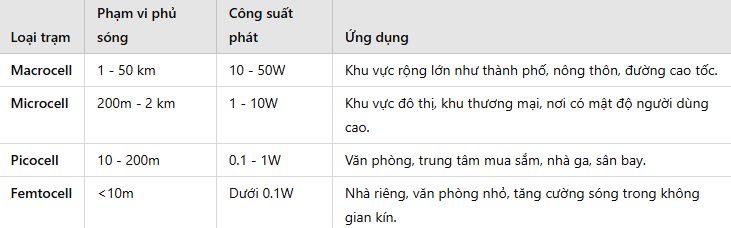 Loại trạm Phạm vi phủ sóng Công suất phát Ứng dụng
Macrocell 1 - 50 km 10 - 50W Khu vực rộng lớn như thành phố, nông thôn, đường cao tốc.
Microcell 200m - 2 km 1 - 10W Khu vực đô thị, khu thương mại, nơi có mật độ người dùng
cao.
Picocell 10 - 200m 0.1 - 1W Văn phòng, trung tâm mua sắm, nhà ga, sân bay.
Femtocell <10m Dưới 0.1W Nhà riêng, văn phòng nhỏ, tăng cường sóng trong không
gian kín.